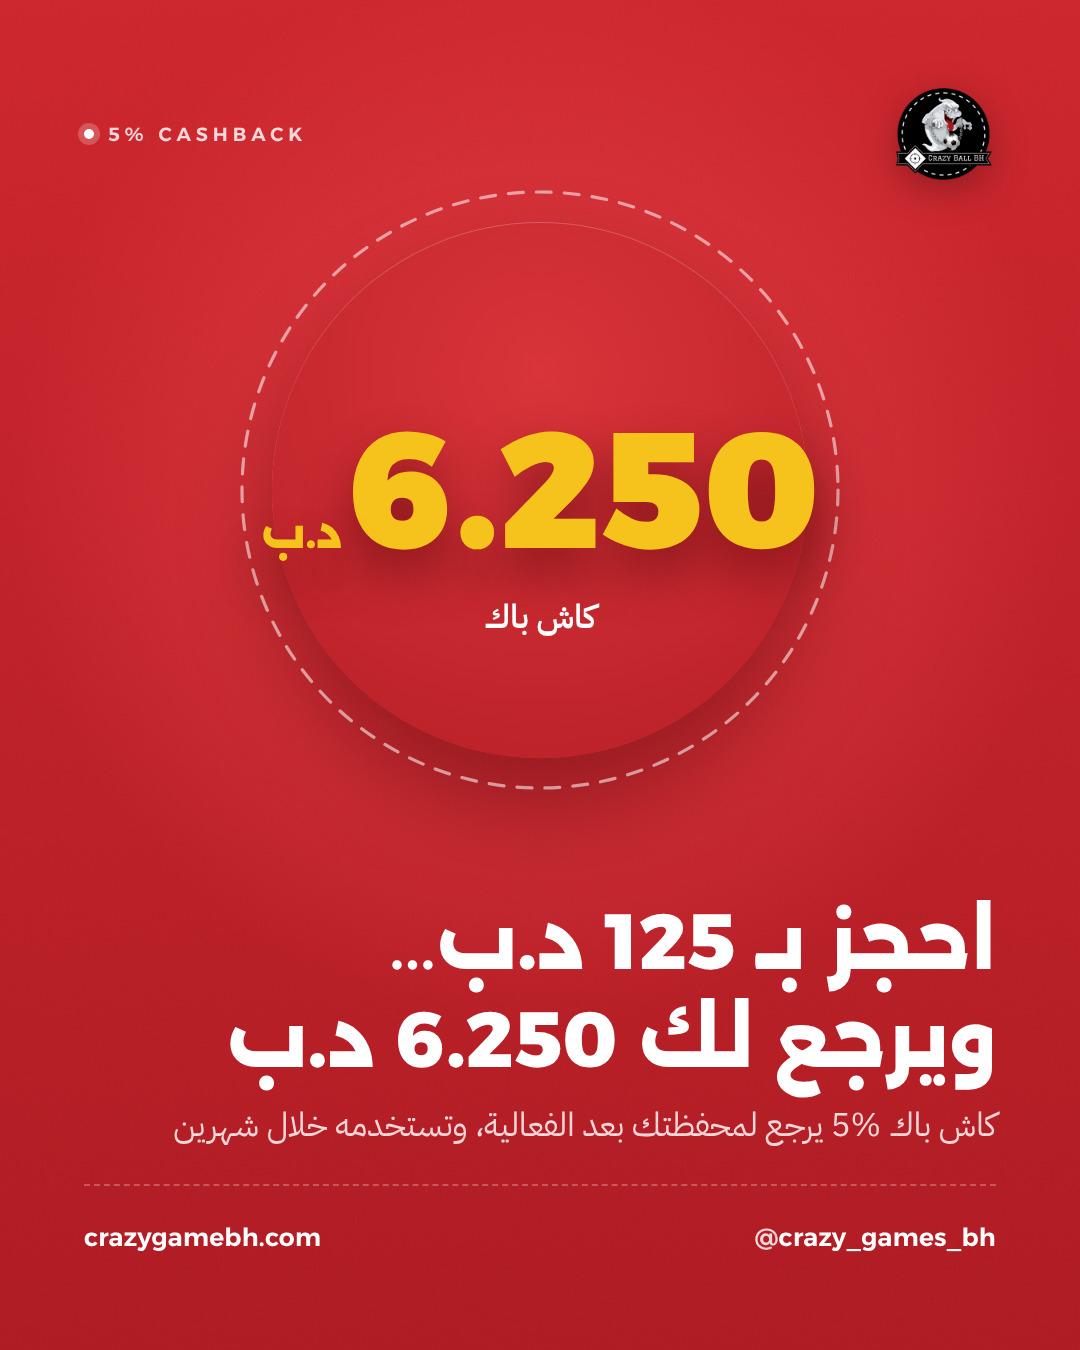 5% CASHBACK
CRAZY BALL BH
6.250 د.ب
كاش باك
احجز بـ 125 د.ب...
ويرجع لك 6.250 د.ب
كاش باك 5% يرجع لمحفظتك بعد الفعالية، وتستخدمه خلال شهرين
crazygamebh.com
@crazy_games_bh